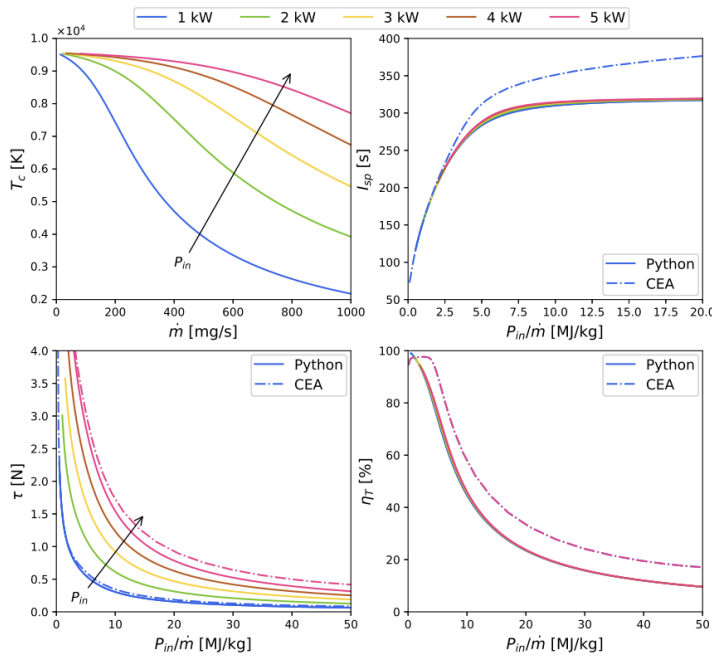 1 kW 2 kW 3 kW 4 kW 5 kW
×10⁴
1.0
0.9
0.8
0.7
0.6
0.5
0.4
0.3
0.2
T_c [K]
P_in
0 200 400 600 800 1000
ṁ [mg/s]
400
350
300
250
200
150
100
50
I_sp [s]
Python
CEA
0.0 2.5 5.0 7.5 10.0 12.5 15.0 17.5 20.0
P_in/ṁ [MJ/kg]
4.0
3.5
3.0
2.5
2.0
1.5
1.0
0.5
0.0
τ [N]
Python
CEA
P_in
0 10 20 30 40 50
P_in/ṁ [MJ/kg]
100
80
60
40
20
0
η_T [%]
Python
CEA
0 10 20 30 40 50
P_in/ṁ [MJ/kg]